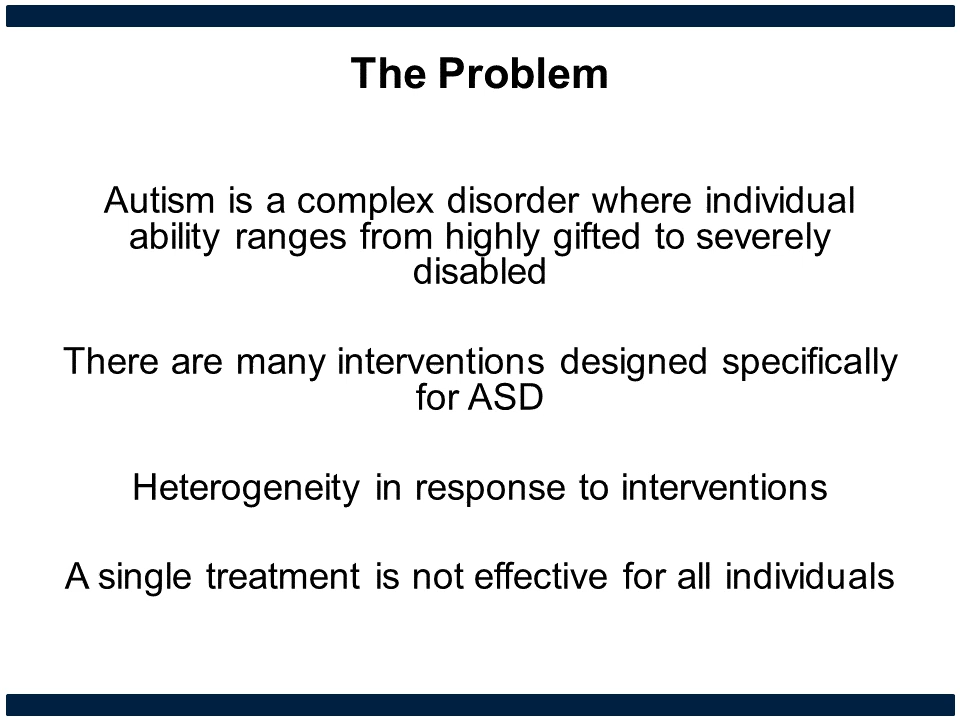 The Problem
Autism is a complex disorder where individual
ability ranges from highly gifted to severely
disabled
There are many interventions designed specifically
for ASD
Heterogeneity in response to interventions
A single treatment is not effective for all individuals